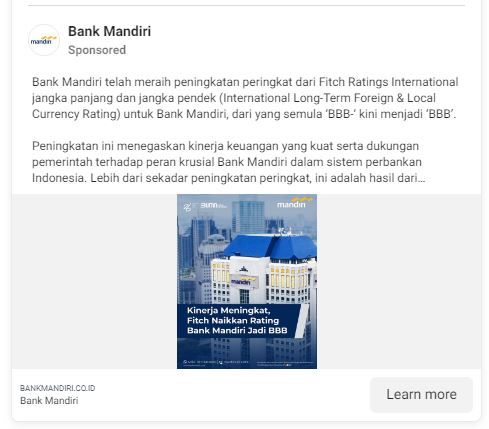 Bank Mandiri
Sponsored
Bank Mandiri telah meraih peningkatan peringkat dari Fitch Ratings International
jangka panjang dan jangka pendek (International Long-Term Foreign & Local
Currency Rating) untuk Bank Mandiri, dari yang semula ‘BBB-‘ kini menjadi ‘BBB’.
Peningkatan ini menegaskan kinerja keuangan yang kuat serta dukungan
pemerintah terhadap peran krusial Bank Mandiri dalam sistem perbankan
Indonesia. Lebih dari sekadar peningkatan peringkat, ini adalah hasil dari…
BUMN
mandiri
mandiri
Kinerja Meningkat,
Fitch Naikkan Rating
Bank Mandiri Jadi BBB
BANKMANDIRI.CO.ID
Bank Mandiri
Learn more